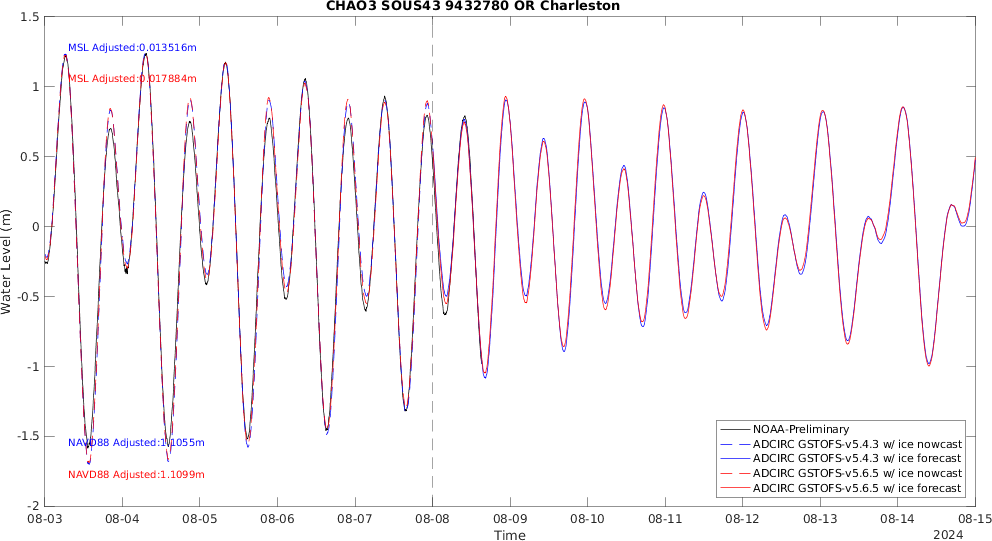 CHAO3 SOUS43 9432780 OR Charleston
1.5
1
0.5
0
-0.5
-1
-1.5
-2
Water Level (m)
MSL Adjusted:0.013516m
MSL Adjusted:0.017884m
NAVD88 Adjusted:1.1055m
NAVD88 Adjusted:1.1099m
NOAA-Preliminary
ADCIRC GSTOFS-v5.4.3 w/ ice nowcast
ADCIRC GSTOFS-v5.4.3 w/ ice forecast
ADCIRC GSTOFS-v5.6.5 w/ ice nowcast
ADCIRC GSTOFS-v5.6.5 w/ ice forecast
08-03 08-04 08-05 08-06 08-07 08-08 08-09 08-10 08-11 08-12 08-13 08-14 08-15
Time
2024